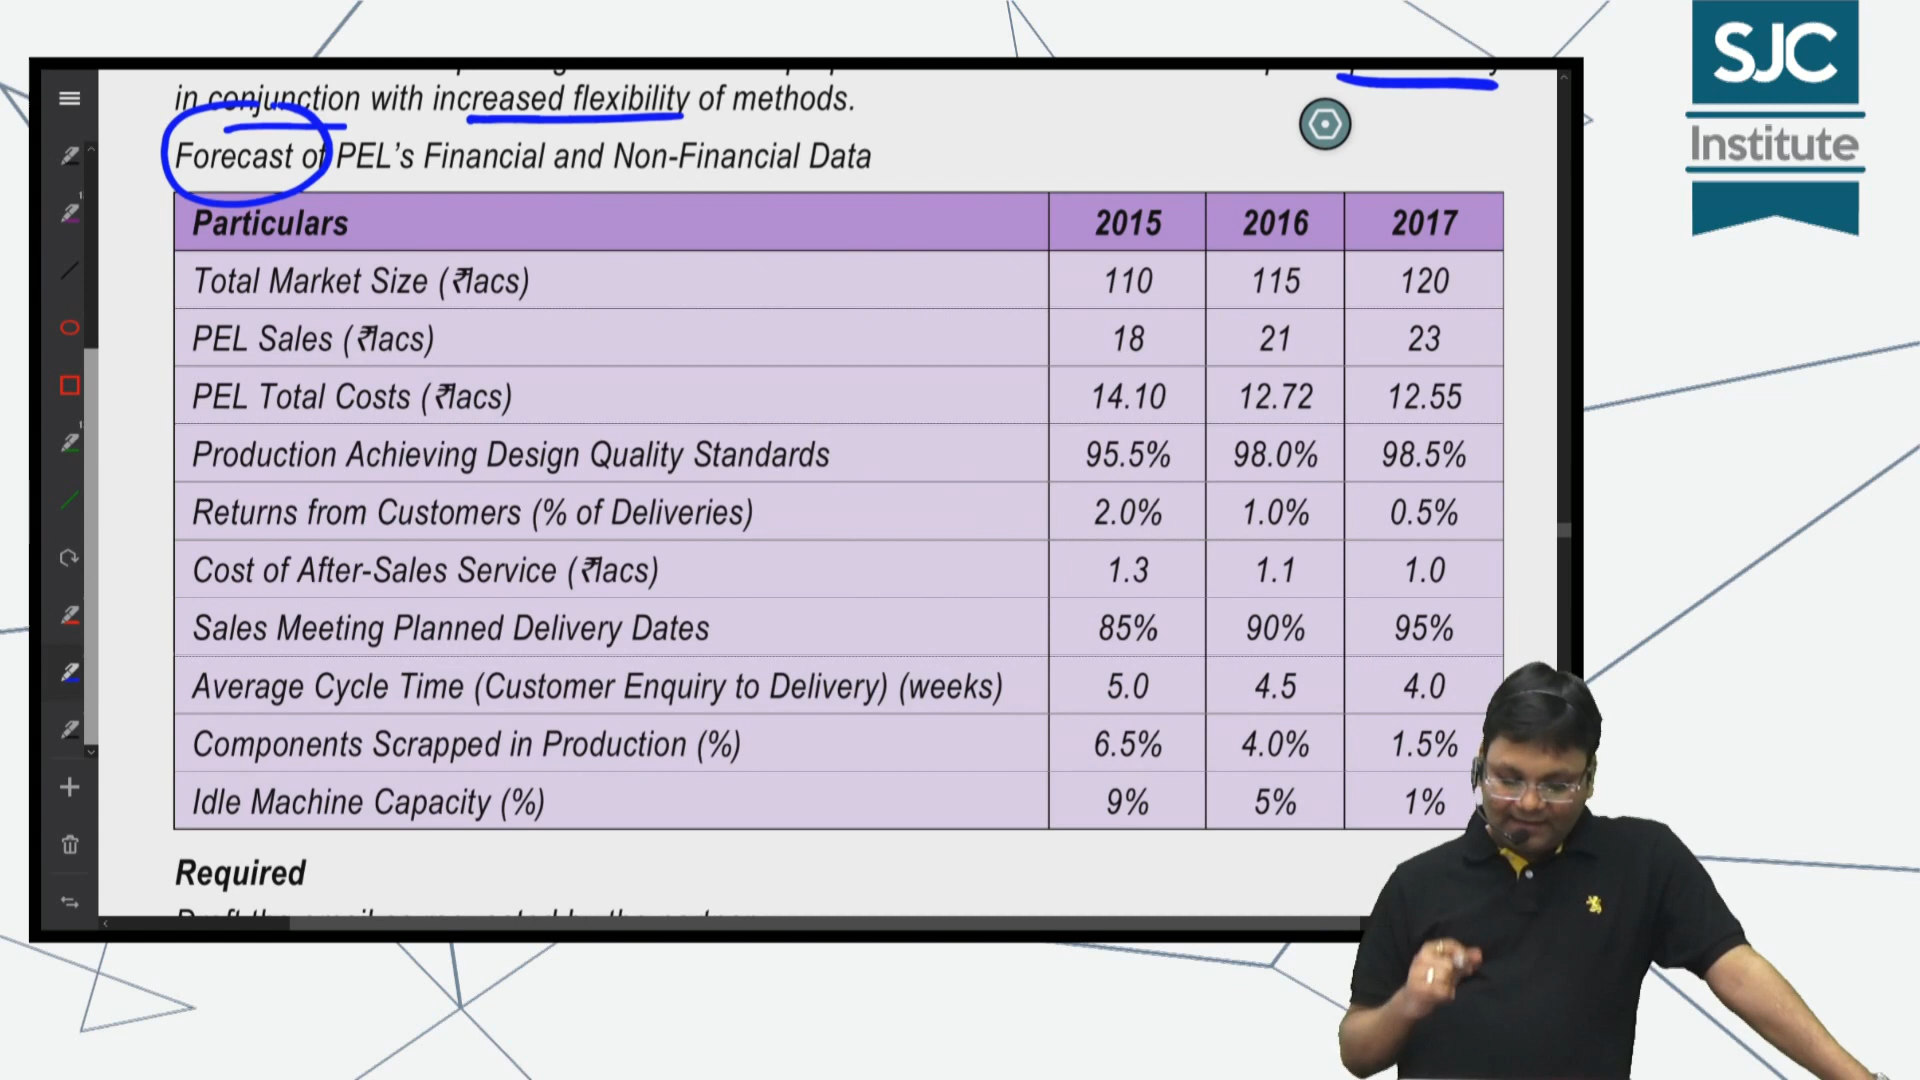 in conjunction with increased flexibility of methods.
Forecast of PEL's Financial and Non-Financial Data
Particulars 2015 2016 2017
Total Market Size (₹lacs) 110 115 120
PEL Sales (₹lacs) 18 21 23
PEL Total Costs (₹lacs) 14.10 12.72 12.55
Production Achieving Design Quality Standards 95.5% 98.0% 98.5%
Returns from Customers (% of Deliveries) 2.0% 1.0% 0.5%
Cost of After-Sales Service (₹lacs) 1.3 1.1 1.0
Sales Meeting Planned Delivery Dates 85% 90% 95%
Average Cycle Time (Customer Enquiry to Delivery) (weeks) 5.0 4.5 4.0
Components Scrapped in Production (%) 6.5% 4.0% 1.5%
Idle Machine Capacity (%) 9% 5% 1%
Required
SJC
Institute